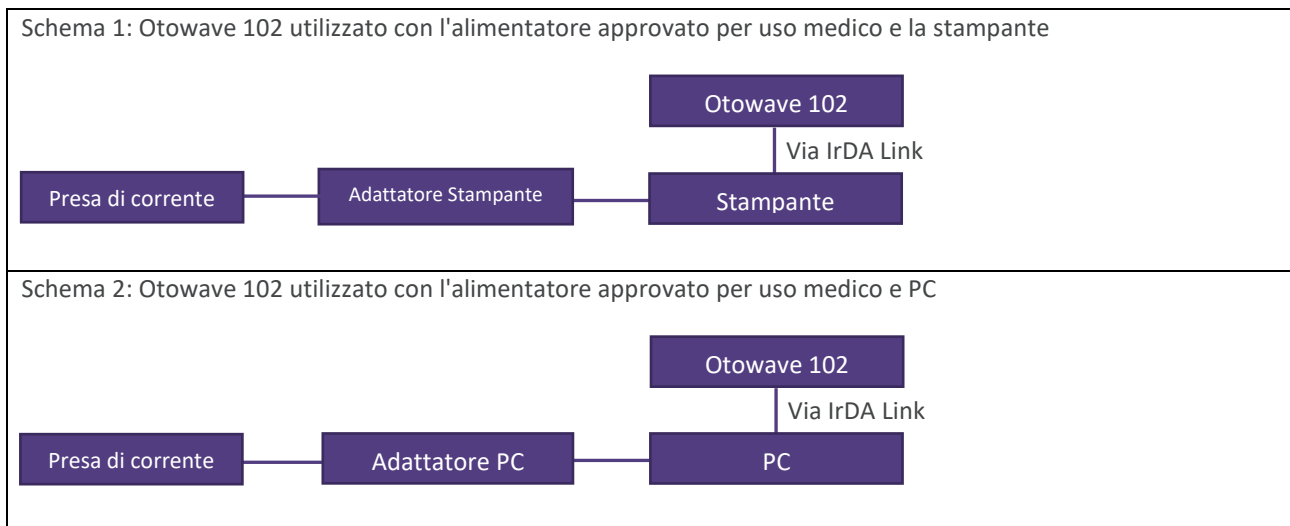 Schema 1: Otowave 102 utilizzato con l'alimentatore approvato per uso medico e la stampante
Otowave 102
Via IrDA Link
Presa di corrente
Adattatore Stampante
Stampante
Schema 2: Otowave 102 utilizzato con l'alimentatore approvato per uso medico e PC
Otowave 102
Via IrDA Link
Presa di corrente
Adattatore PC
PC